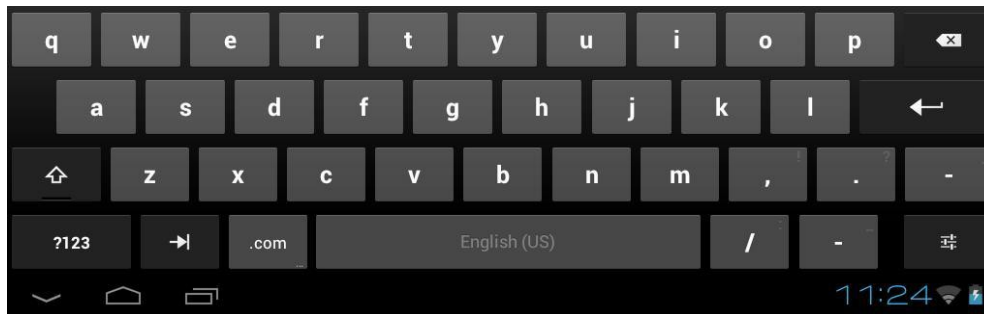 q w e r t y u i o p
a s d f g h j k l
z x c v b n m , ! . ? -
?123 .com ... English (US) / : - _
11:24